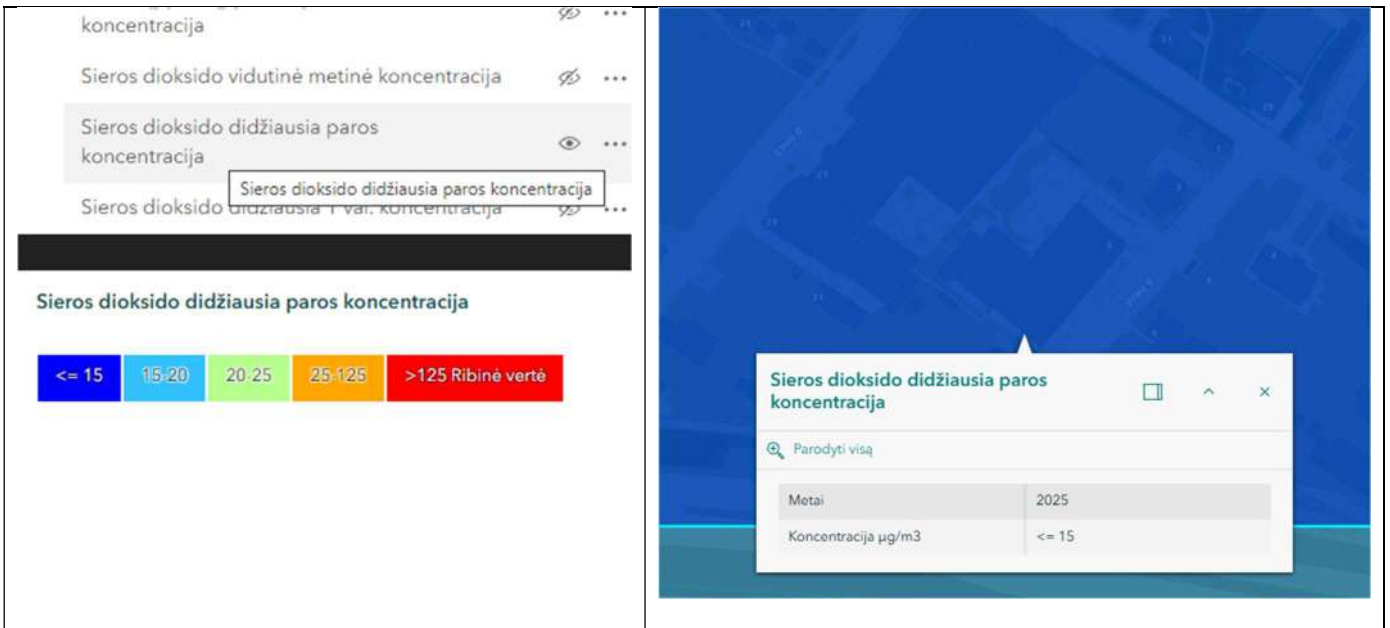 koncentracija
Sieros dioksido vidutinė metinė koncentracija
Sieros dioksido didžiausia paros
koncentracija
Sieros dioksido didžiausia paros koncentracija
Sieros dioksido didžiausia 1 val. koncentracija
Sieros dioksido didžiausia paros koncentracija
<= 15 15-20 20-25 25-125 >125 Ribinė vertė
Sieros dioksido didžiausia paros
koncentracija
Parodyti visą
Metai 2025
Koncentracija µg/m3 <= 15